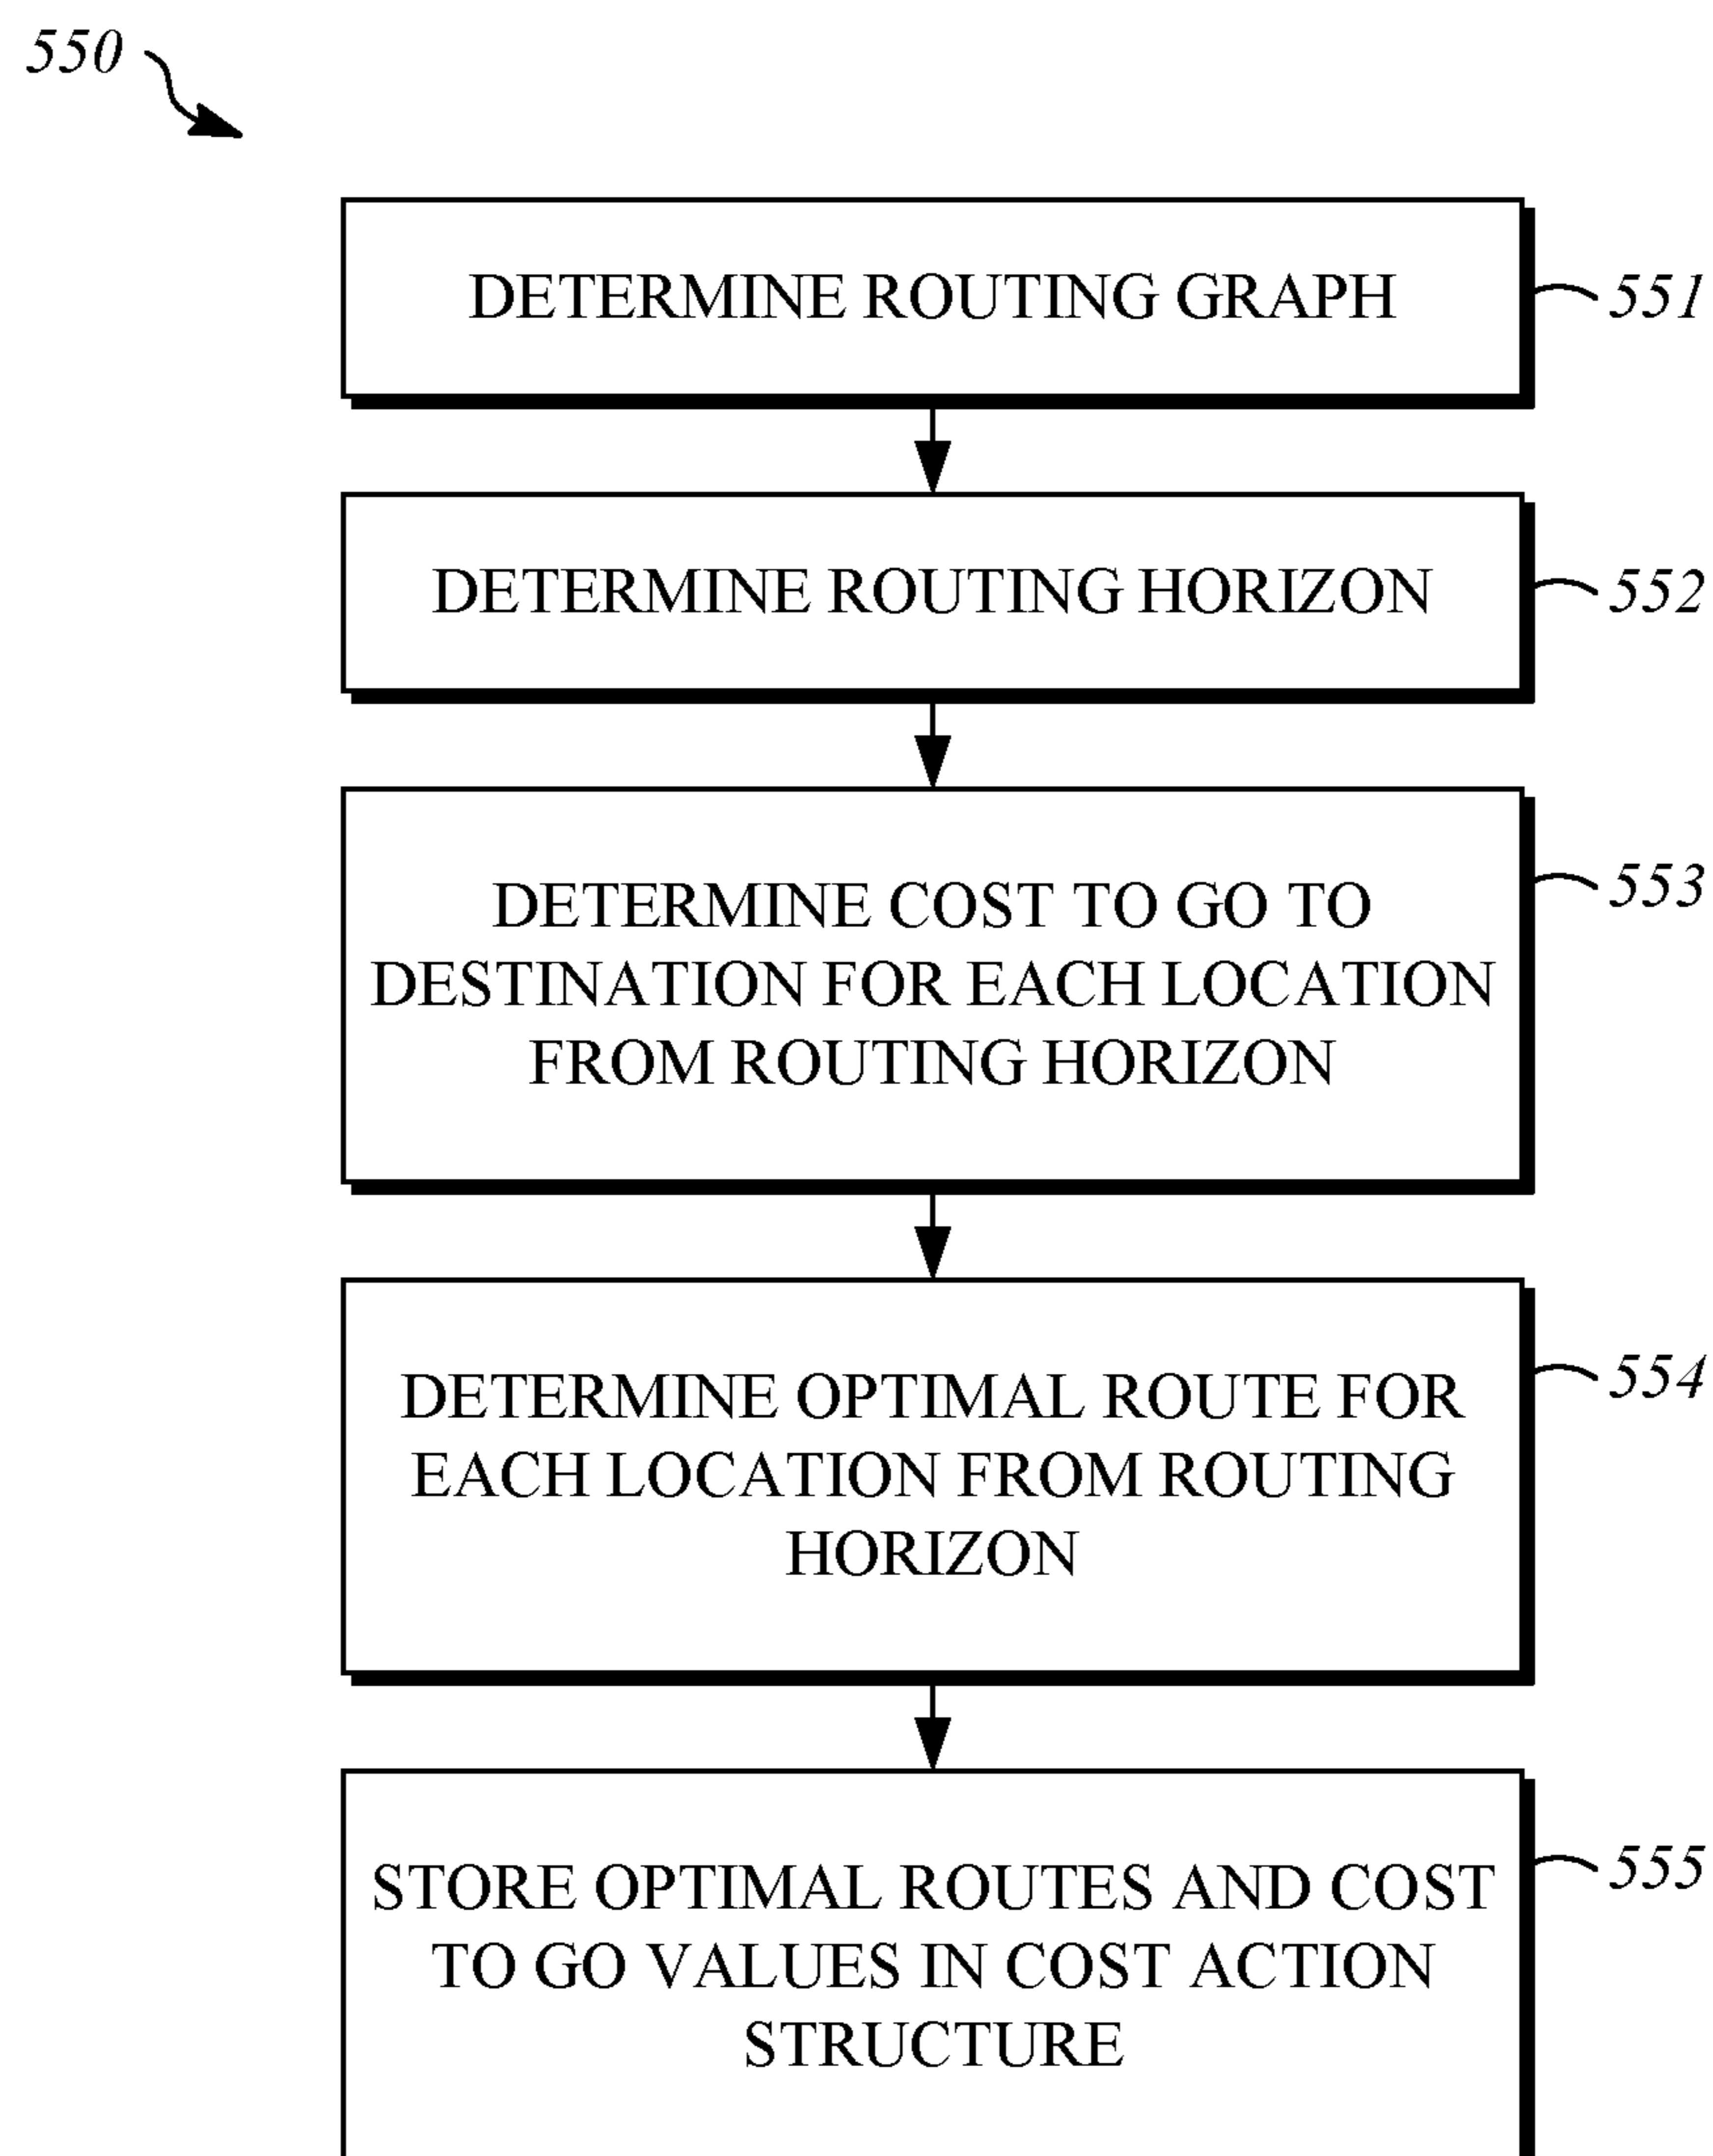 550
DETERMINE ROUTING GRAPH
551
DETERMINE ROUTING HORIZON
552
DETERMINE COST TO GO TO
DESTINATION FOR EACH LOCATION
FROM ROUTING HORIZON
553
DETERMINE OPTIMAL ROUTE FOR
EACH LOCATION FROM ROUTING
HORIZON
554
STORE OPTIMAL ROUTES AND COST
TO GO VALUES IN COST ACTION
STRUCTURE
555